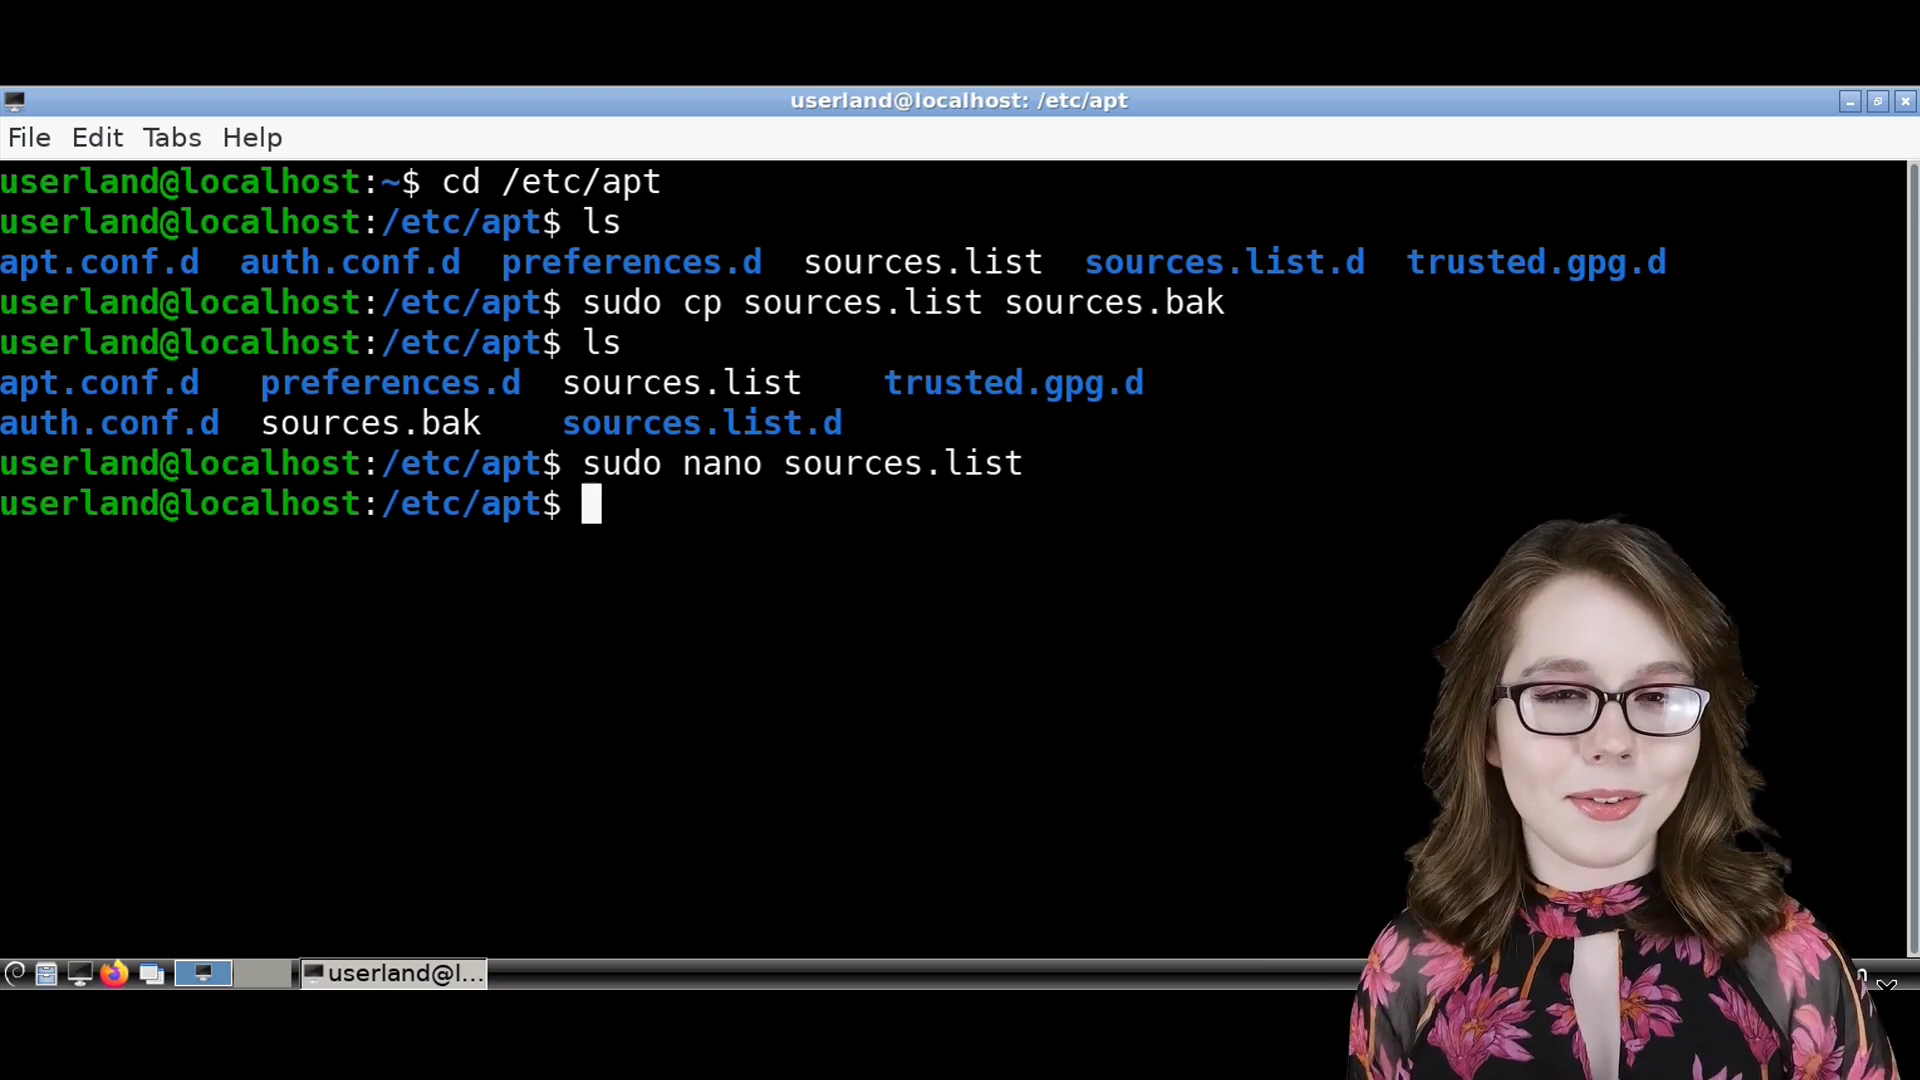 userland@localhost: /etc/apt
File Edit Tabs Help
userland@localhost:~$ cd /etc/apt
userland@localhost:/etc/apt$ ls
apt.conf.d auth.conf.d preferences.d sources.list sources.list.d trusted.gpg.d
userland@localhost:/etc/apt$ sudo cp sources.list sources.bak
userland@localhost:/etc/apt$ ls
apt.conf.d preferences.d sources.list trusted.gpg.d
auth.conf.d sources.bak sources.list.d
userland@localhost:/etc/apt$ sudo nano sources.list
userland@localhost:/etc/apt$
userland@l...